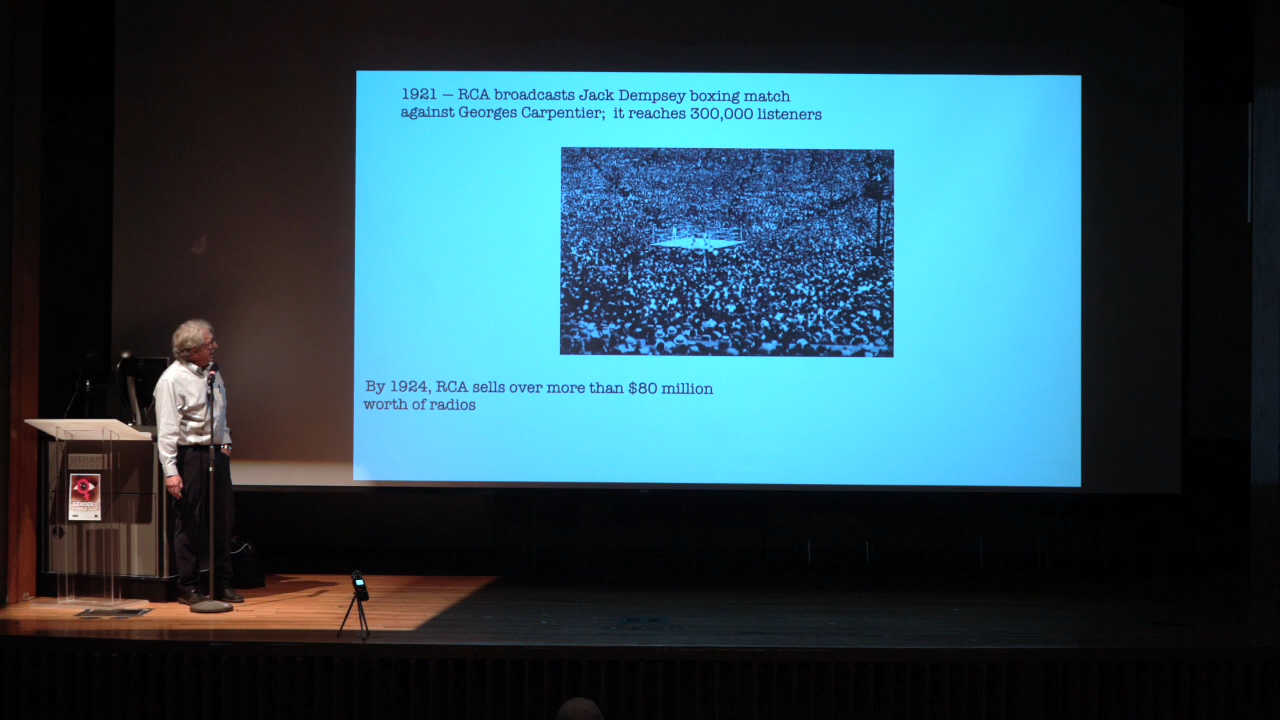 1921 — RCA broadcasts Jack Dempsey boxing match
against Georges Carpentier;  it reaches 300,000 listeners
By 1924, RCA sells over more than $80 million
worth of radios
STEPHENS